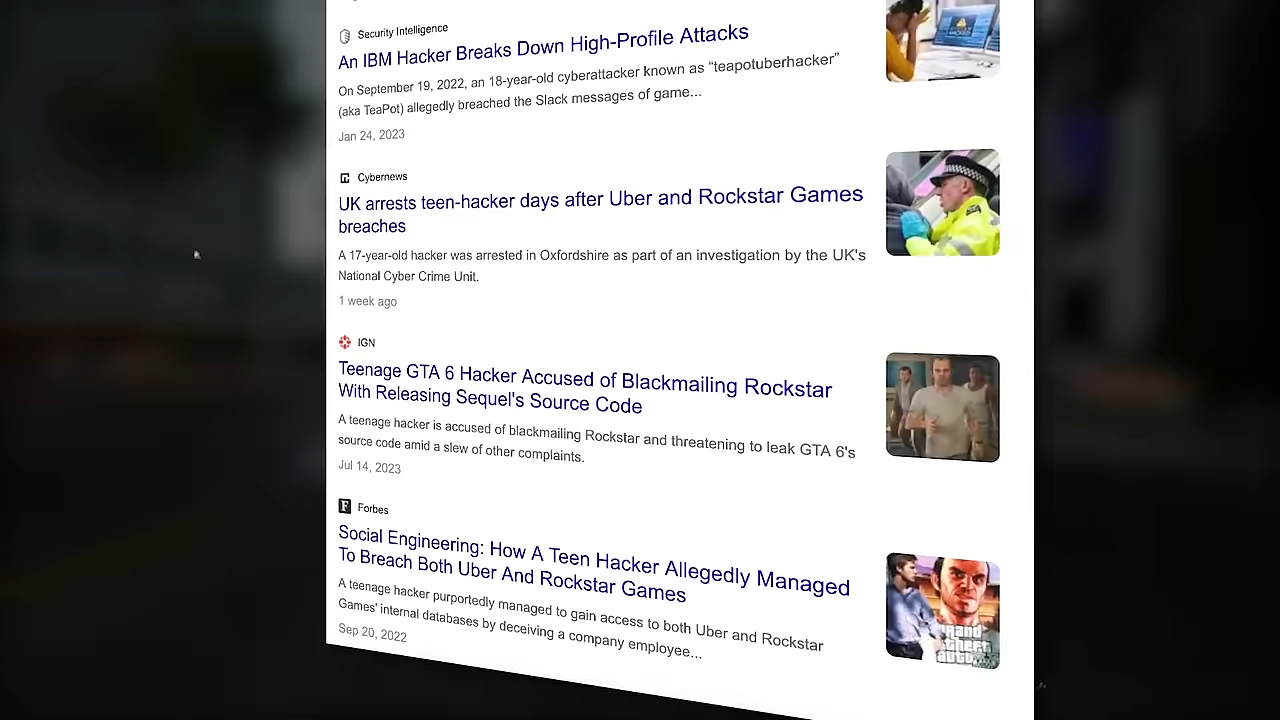 Security Intelligence
An IBM Hacker Breaks Down High-Profile Attacks
On September 19, 2022, an 18-year-old cyberattacker known as “teapotuberhacker”
(aka TeaPot) allegedly breached the Slack messages of game...
Jan 24, 2023
Cybernews
UK arrests teen-hacker days after Uber and Rockstar Games
breaches
A 17-year-old hacker was arrested in Oxfordshire as part of an investigation by the UK's
National Cyber Crime Unit.
1 week ago
IGN
Teenage GTA 6 Hacker Accused of Blackmailing Rockstar
With Releasing Sequel's Source Code
A teenage hacker is accused of blackmailing Rockstar and threatening to leak GTA 6's
source code amid a slew of other complaints.
Jul 14, 2023
Forbes
Social Engineering: How A Teen Hacker Allegedly Managed
To Breach Both Uber And Rockstar Games
A teenage hacker purportedly managed to gain access to both Uber and Rockstar
Games' internal databases by deceiving a company employee...
Sep 20, 2022
grand
theft
auto